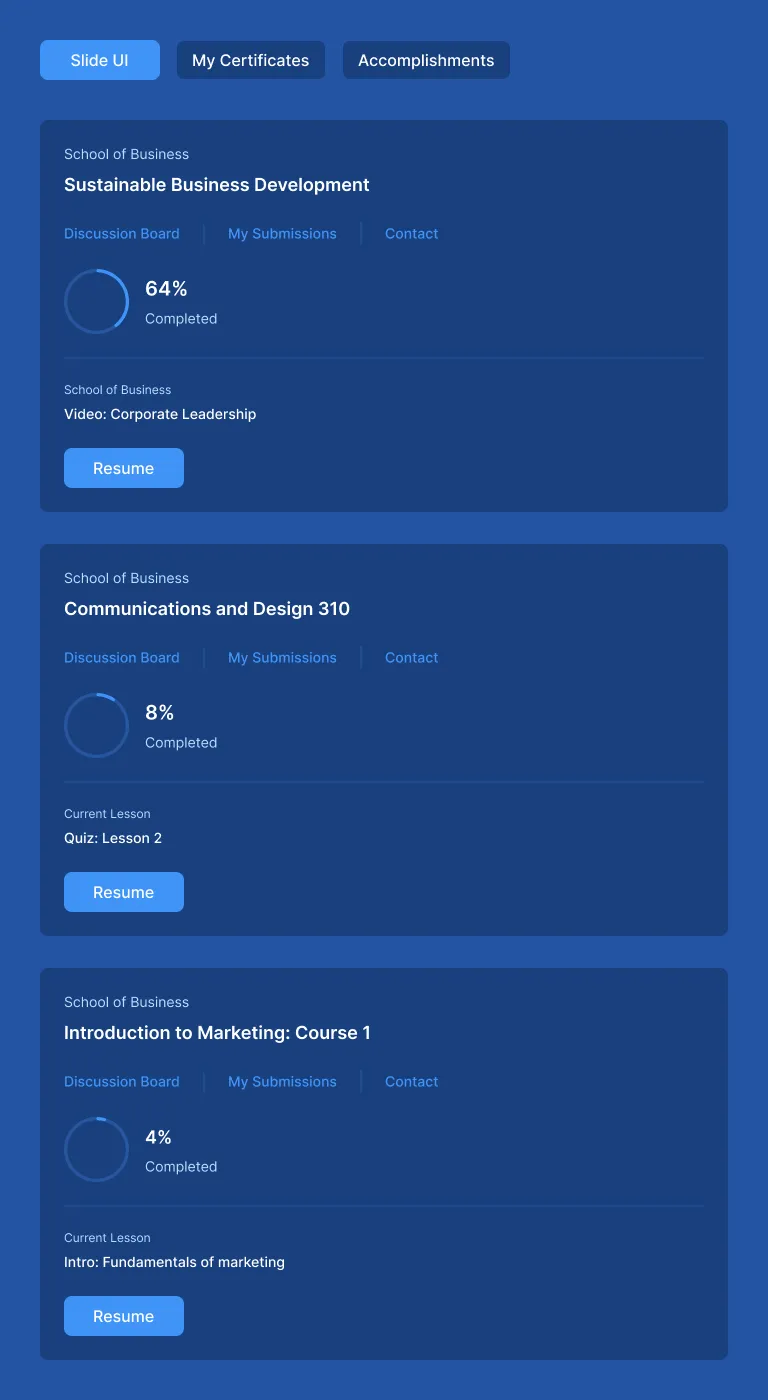 Slide UI My Certificates Accomplishments
School of Business
Sustainable Business Development
Discussion Board My Submissions Contact
64%
Completed
School of Business
Video: Corporate Leadership
Resume
School of Business
Communications and Design 310
Discussion Board My Submissions Contact
8%
Completed
Current Lesson
Quiz: Lesson 2
Resume
School of Business
Introduction to Marketing: Course 1
Discussion Board My Submissions Contact
4%
Completed
Current Lesson
Intro: Fundamentals of marketing
Resume